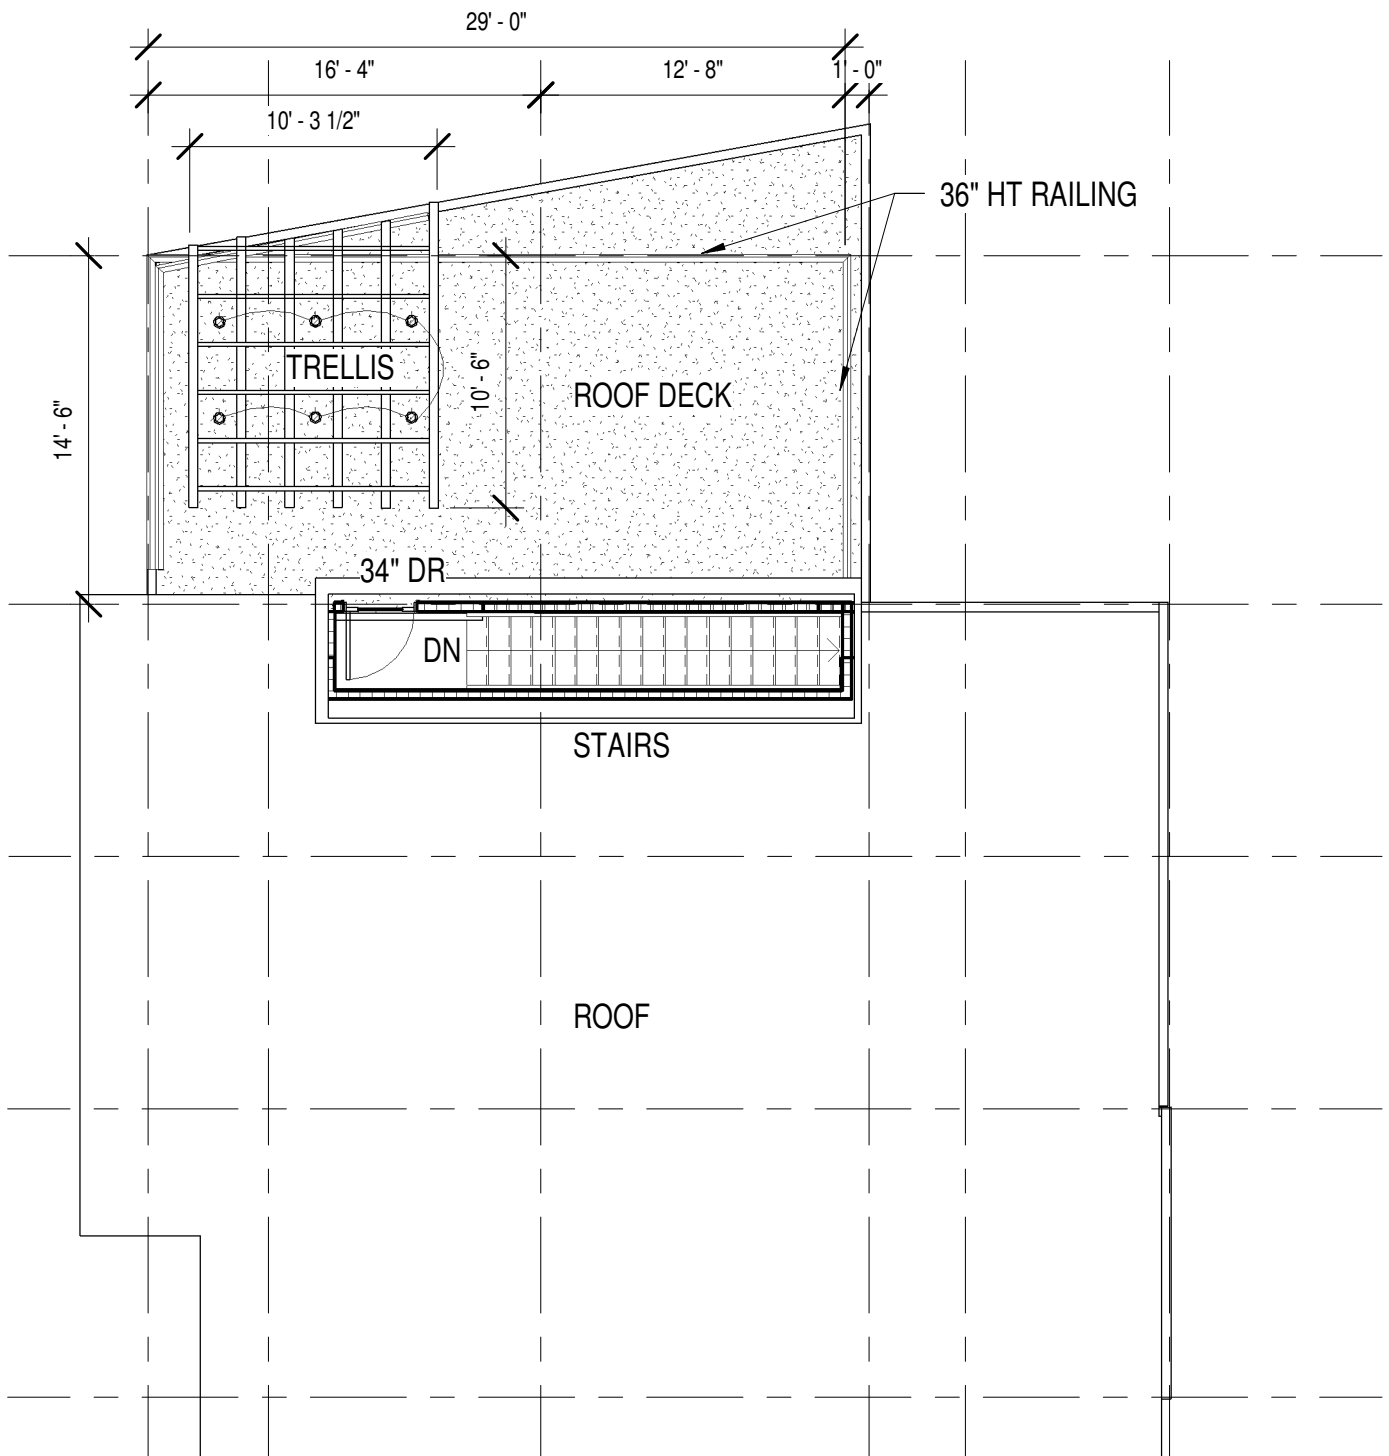 29' - 0"
16' - 4"
12' - 8"
1' - 0"
10' - 3 1/2"
36" HT RAILING
TRELLIS
10' - 6"
ROOF DECK
14' - 6"
34" DR
DN
STAIRS
ROOF